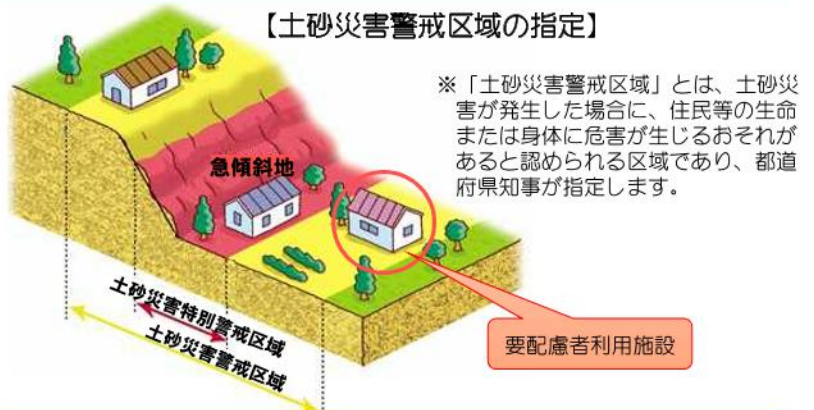 【土砂災害警戒区域の指定】
※「土砂災害警戒区域」とは、土砂災
害が発生した場合に、住民等の生命
または身体に危害が生じるおそれが
あると認められる区域であり、都道
府県知事が指定します。
急傾斜地
土砂災害特別警戒区域
土砂災害警戒区域
要配慮者利用施設